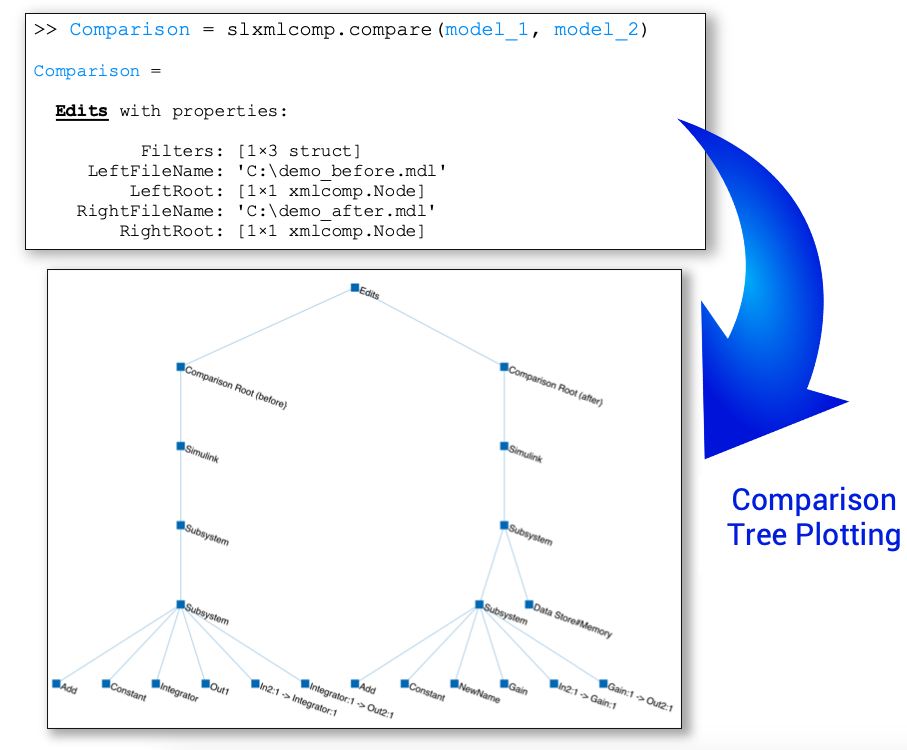 >> Comparison = slxmlcomp.compare(model_1, model_2)
Comparison =
Edits with properties:
Filters: [1×3 struct]
LeftFileName: 'C:\demo_before.mdl'
LeftRoot: [1×1 xmlcomp.Node]
RightFileName: 'C:\demo_after.mdl'
RightRoot: [1×1 xmlcomp.Node]
Edits
Comparison Root (before)
Comparison Root (after)
Simulink
Simulink
Subsystem
Subsystem
Subsystem
Subsystem
Data Store#Memory
Add
Constant
Integrator
Out1
In2:1 -> Integrator:1
Integrator:1 -> Out2:1
Add
Constant
NewName
Gain
In2:1 -> Gain:1
Gain:1 -> Out2:1
Comparison
Tree Plotting